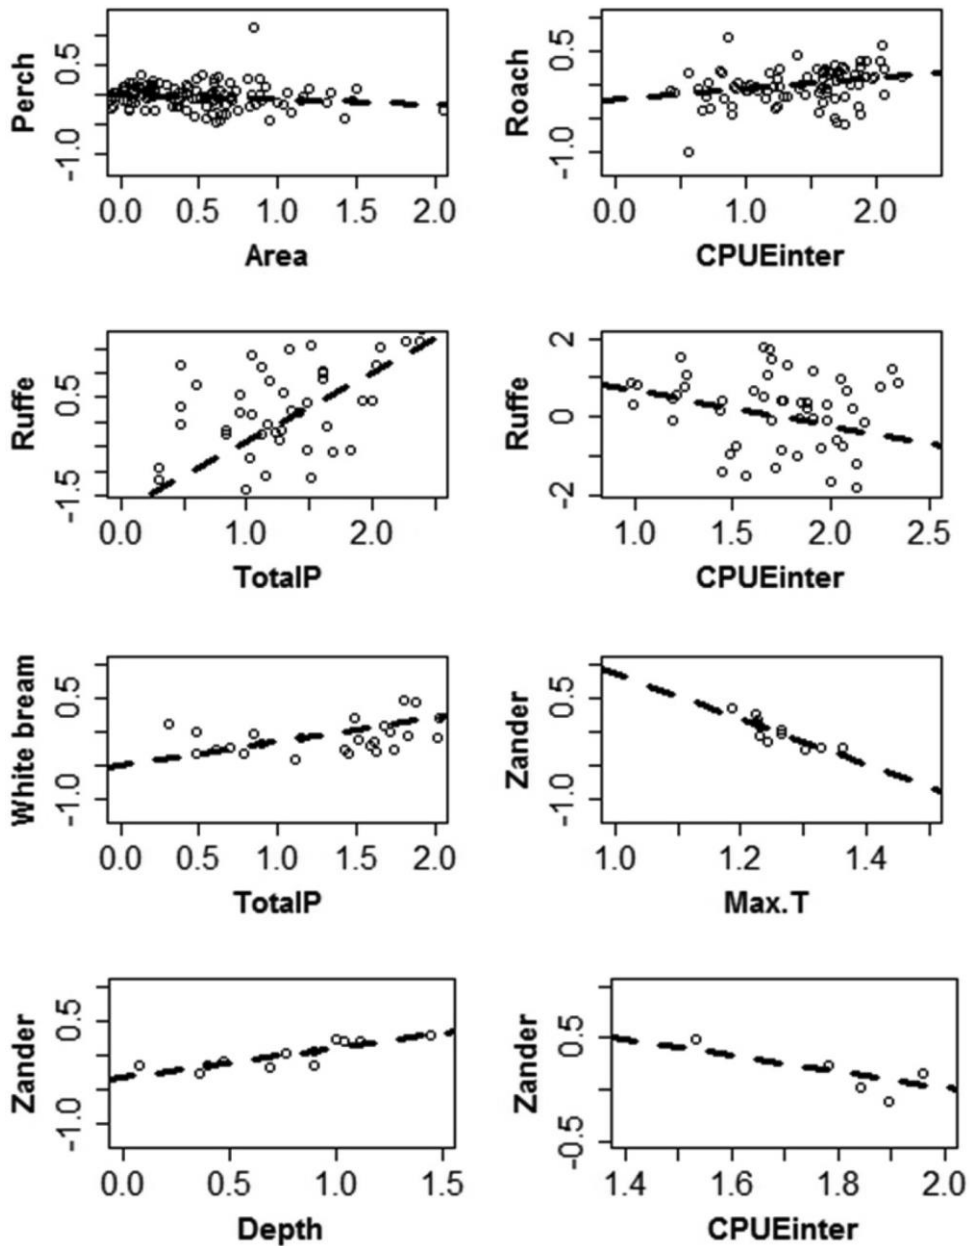 Perch
0.5
-1.0
0.0 0.5 1.0 1.5 2.0
Area
Roach
0.5
-1.0
0.0 1.0 2.0
CPUEinter
Ruffe
0.5
-1.5
0.0 1.0 2.0
TotalP
Ruffe
2
0
-2
1.0 1.5 2.0 2.5
CPUEinter
White bream
0.5
-1.0
0.0 0.5 1.0 1.5 2.0
TotalP
Zander
0.5
-1.0
1.0 1.2 1.4
Max.T
Zander
0.5
-1.0
0.0 0.5 1.0 1.5
Depth
Zander
0.5
-0.5
1.4 1.6 1.8 2.0
CPUEinter